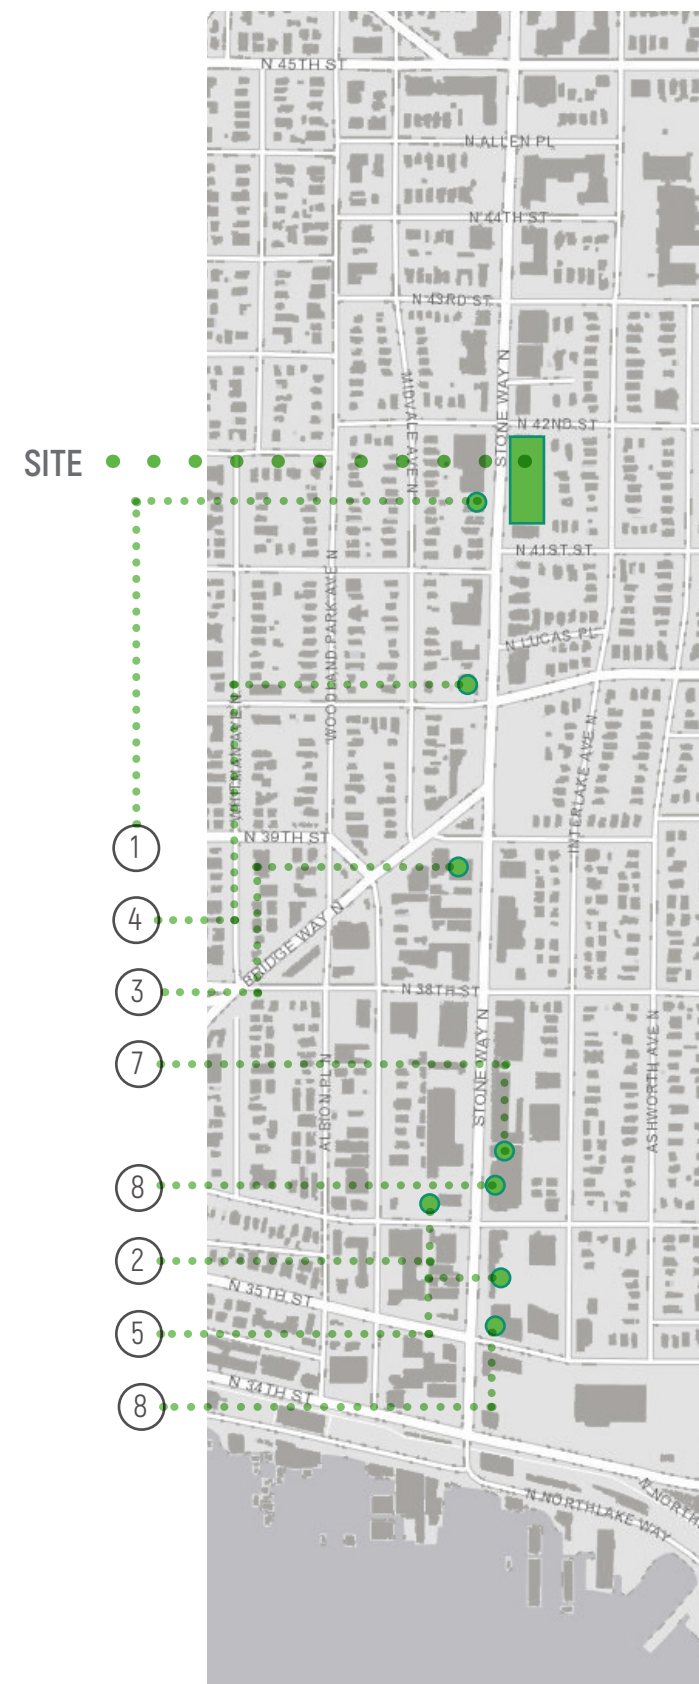 N 45TH ST
N ALLEN PL
N 44TH ST
N 43RD ST
MIDVALE AVE N
STONE WAY N
N 42ND ST
SITE
N 41ST ST
WOODLAND PARK AVE N
N LUCAS PL
WHITMAN AVE N
INTERLAKE AVE N
N 39TH ST
1
4
BRIDGE WAY N
3
N 38TH ST
STONE WAY N
ALBION PL N
ASHWORTH AVE N
7
8
2
N 35TH ST
5
N 34TH ST
8
N NORTHLAKE WAY